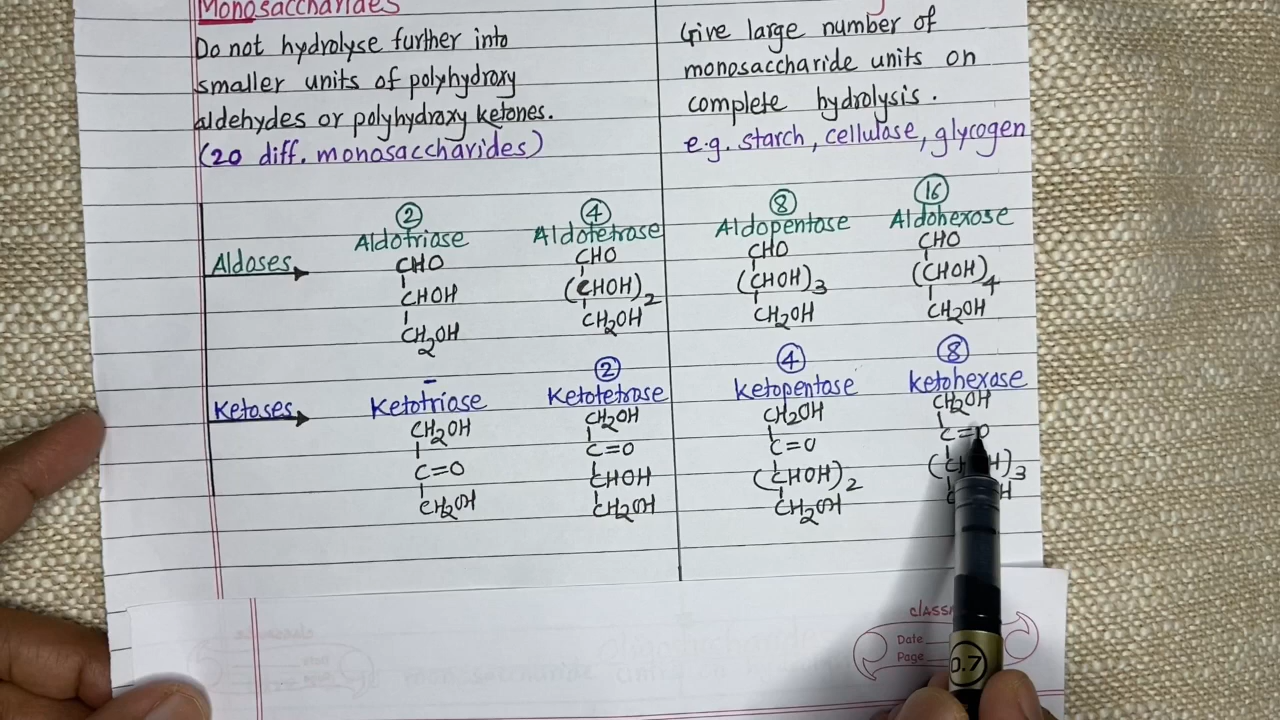 Monosaccharides
Do not hydrolyse further into
smaller units of polyhydroxy
aldehydes or polyhydroxy ketones.
(20 diff. monosaccharides)
Give large number of
monosaccharide units on
complete hydrolysis.
e.g. starch, cellulose, glycogen
Aldoses
2
Aldotriose
CHO
CHOH
CH2OH
4
Aldotetrose
CHO
(CHOH)2
CH2OH
8
Aldopentose
CHO
(CHOH)3
CH2OH
16
Aldohexose
CHO
(CHOH)4
CH2OH
Ketoses
-
Ketotriose
CH2OH
C=O
CH2OH
2
Ketotetrose
CH2OH
C=O
CHOH
CH2OH
4
Ketopentose
CH2OH
C=O
(CHOH)2
CH2OH
8
Ketohexose
CH2OH
C=O
Date
Page
0.7